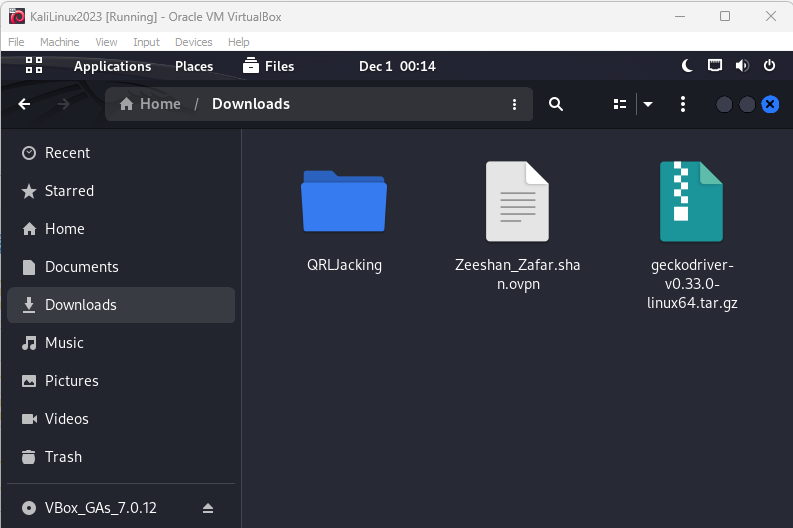 KaliLinux2023 [Running] - Oracle VM VirtualBox
File Machine View Input Devices Help
Applications Places Files Dec 1 00:14
Home / Downloads
Recent
Starred
Home
Documents
Downloads
Music
Pictures
Videos
Trash
VBox_GAs_7.0.12
QRLJacking
Zeeshan_Zafar.sha
n.ovpn
geckodriver-
v0.33.0-
linux64.tar.gz